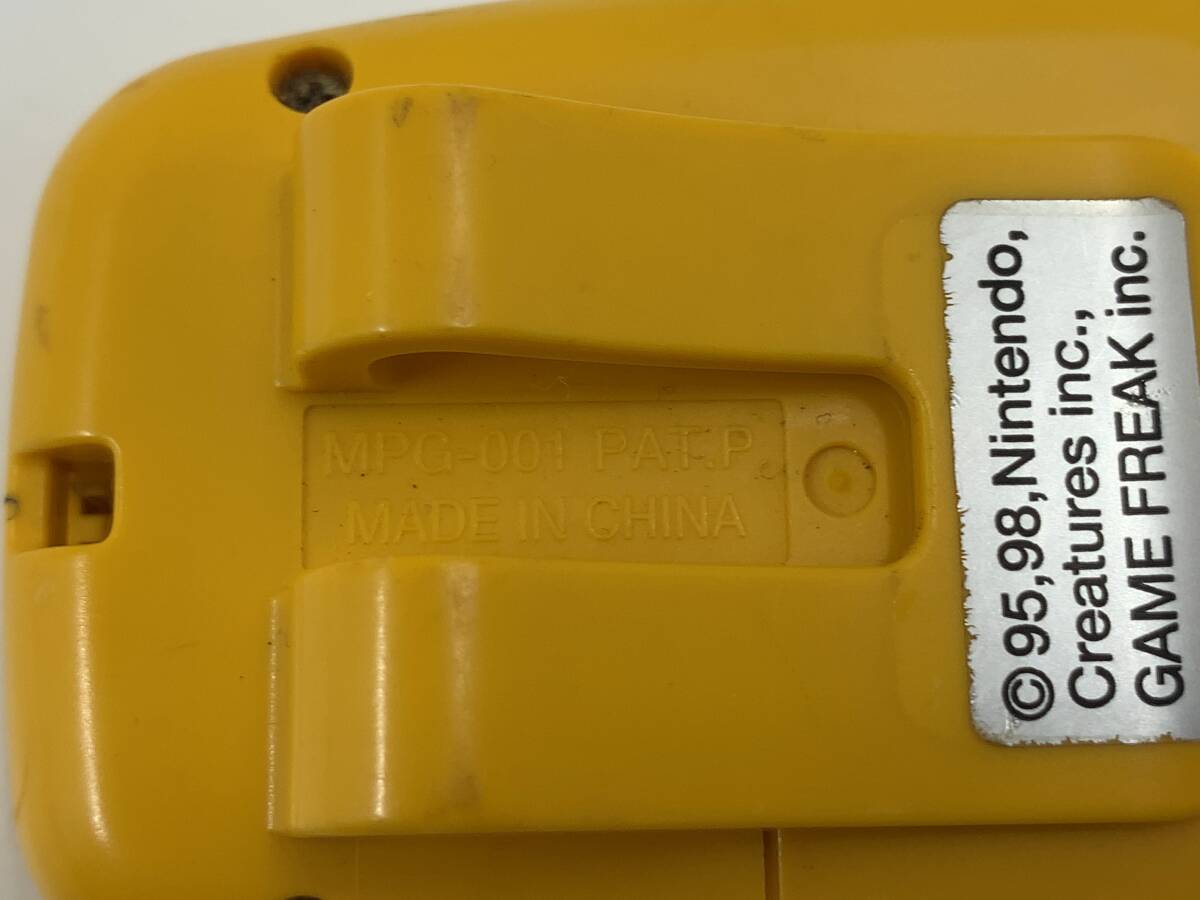 MPG-001 PAT.P
MADE IN CHINA
©95,98,Nintendo,
Creatures inc.,
GAME FREAK inc.